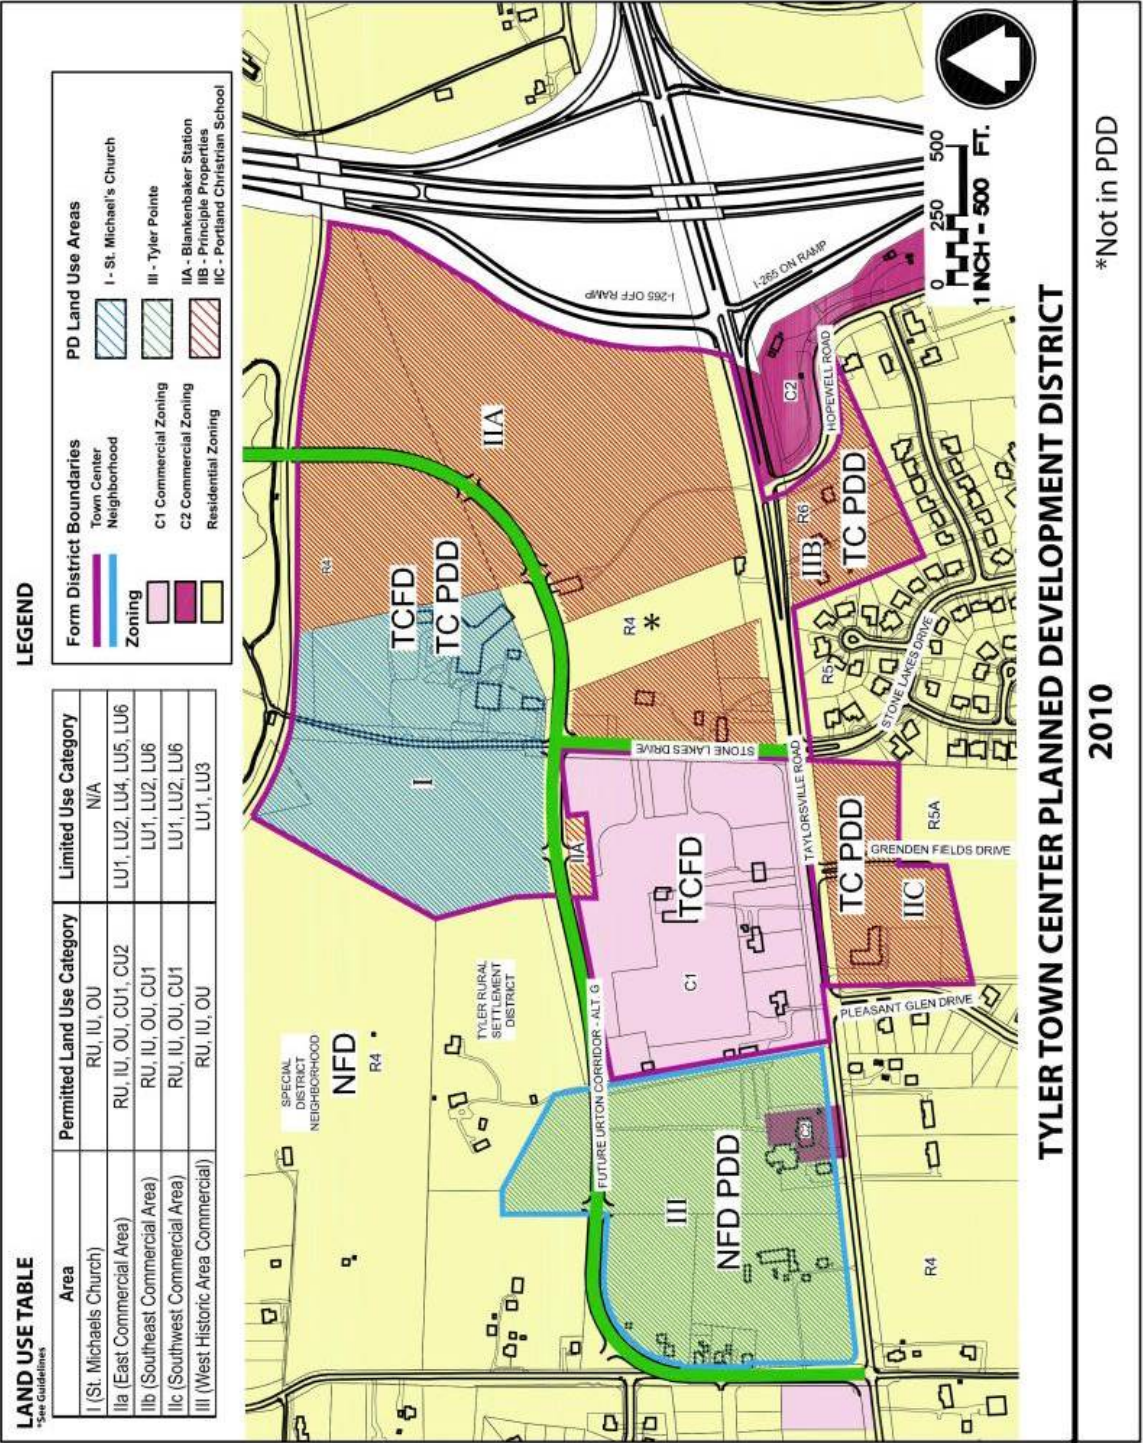 LAND USE TABLE
*See Guidelines
Area Permitted Land Use Category Limited Use Category
I (St. Michaels Church) RU, IU, OU N/A
IIa (East Commercial Area) RU, IU, OU, CU1, CU2 LU1, LU2, LU4, LU5, LU6
IIb (Southeast Commercial Area) RU, IU, OU, CU1 LU1, LU2, LU6
IIc (Southwest Commercial Area) RU, IU, OU, CU1 LU1, LU2, LU6
III (West Historic Area Commercial) RU, IU, OU LU1, LU3
LEGEND
Form District Boundaries
Town Center
Neighborhood
Zoning
C1 Commercial Zoning
C2 Commercial Zoning
Residential Zoning
PD Land Use Areas
I - St. Michael's Church
III - Tyler Pointe
IIA - Blankenbaker Station
IIB - Principle Properties
IIC - Portland Christian School
SPECIAL
DISTRICT
NEIGHBORHOOD
NFD
R4
TYLER RURAL
SETTLEMENT
DISTRICT
I
R4
TCFD
TC PDD
IIA
R4
*
IIA
FUTURE URTON CORRIDOR - ALT. G
STONE LAKES DRIVE
I-265 OFF RAMP
I-265 ON RAMP
III
NFD PDD
C2
C1
TCFD
TAYLORSVILLE ROAD
R6
IIB
TC PDD
C2
HOPEWELL ROAD
R5
STONE LAKES DRIVE
TC PDD
IIC
GRENDEN FIELDS DRIVE
R5A
PLEASANT GLEN DRIVE
R4
0 250 500
1 INCH = 500 FT.
TYLER TOWN CENTER PLANNED DEVELOPMENT DISTRICT
2010
*Not in PDD